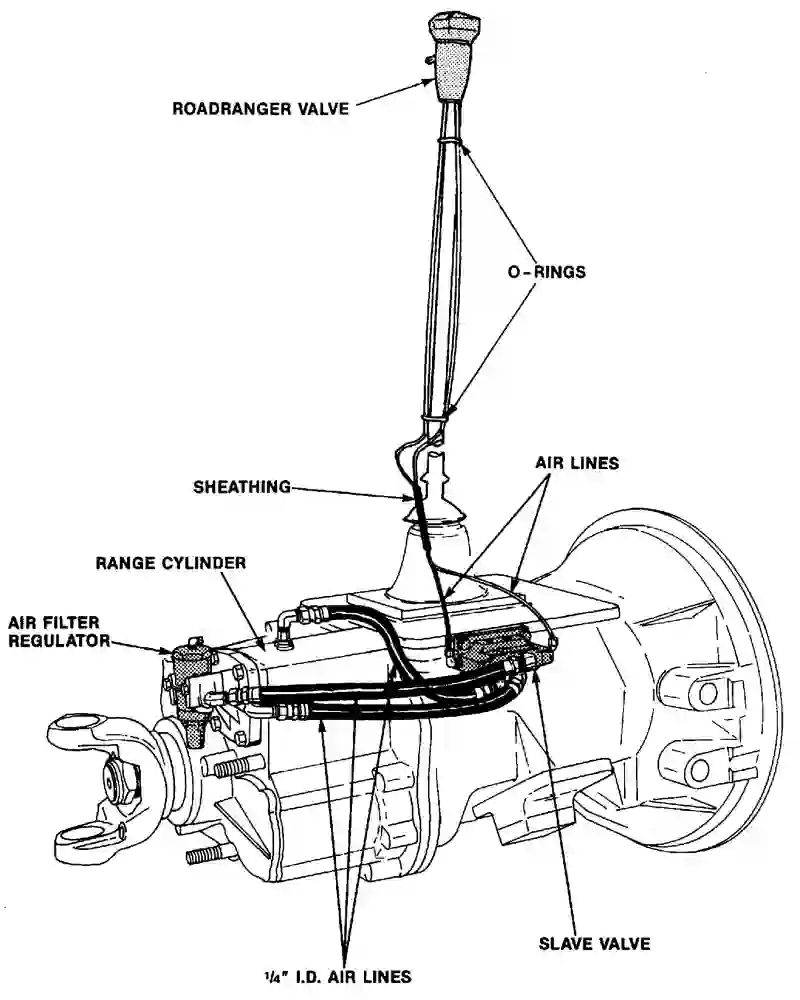 ROADRANGER VALVE
O-RINGS
AIR LINES
SHEATHING
RANGE CYLINDER
AIR FILTER
REGULATOR
SLAVE VALVE
1/4" I.D. AIR LINES